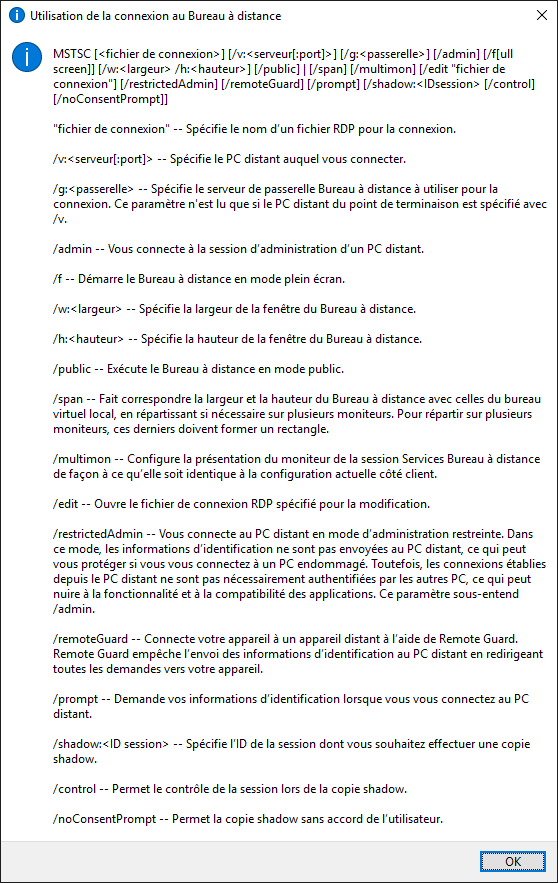 Utilisation de la connexion au Bureau à distance
MSTSC [<fichier de connexion>] [/v:<serveur[:port]>] [/g:<passerelle>] [/admin] [/f[ull
screen]] [/w:<largeur> /h:<hauteur>] [/public] | [/span] [/multimon] [/edit "fichier de
connexion"] [/restrictedAdmin] [/remoteGuard] [/prompt] [/shadow:<IDsession> [/control]
[/noConsentPrompt]]
"fichier de connexion" -- Spécifie le nom d’un fichier RDP pour la connexion.
/v:<serveur[:port]> -- Spécifie le PC distant auquel vous connecter.
/g:<passerelle> -- Spécifie le serveur de passerelle Bureau à distance à utiliser pour la
connexion. Ce paramètre n'est lu que si le PC distant du point de terminaison est spécifié avec
/v.
/admin -- Vous connecte à la session d’administration d’un PC distant.
/f -- Démarre le Bureau à distance en mode plein écran.
/w:<largeur> -- Spécifie la largeur de la fenêtre du Bureau à distance.
/h:<hauteur> -- Spécifie la hauteur de la fenêtre du Bureau à distance.
/public -- Exécute le Bureau à distance en mode public.
/span -- Fait correspondre la largeur et la hauteur du Bureau à distance avec celles du bureau
virtuel local, en répartissant si nécessaire sur plusieurs moniteurs. Pour répartir sur plusieurs
moniteurs, ces derniers doivent former un rectangle.
/multimon -- Configure la présentation du moniteur de la session Services Bureau à distance
de façon à ce qu’elle soit identique à la configuration actuelle côté client.
/edit -- Ouvre le fichier de connexion RDP spécifié pour la modification.
/restrictedAdmin -- Vous connecte au PC distant en mode d’administration restreinte. Dans
ce mode, les informations d’identification ne sont pas envoyées au PC distant, ce qui peut
vous protéger si vous vous connectez à un PC endommagé. Toutefois, les connexions établies
depuis le PC distant ne sont pas nécessairement authentifiées par les autres PC, ce qui peut
nuire à la fonctionnalité et à la compatibilité des applications. Ce paramètre sous-entend
/admin.
/remoteGuard -- Connecte votre appareil à un appareil distant à l’aide de Remote Guard.
Remote Guard empêche l’envoi des informations d’identification au PC distant en redirigeant
toutes les demandes vers votre appareil.
/prompt -- Demande vos informations d’identification lorsque vous vous connectez au PC
distant.
/shadow:<ID session> -- Spécifie l’ID de la session dont vous souhaitez effectuer une copie
shadow.
/control -- Permet le contrôle de la session lors de la copie shadow.
/noConsentPrompt -- Permet la copie shadow sans accord de l’utilisateur.
OK